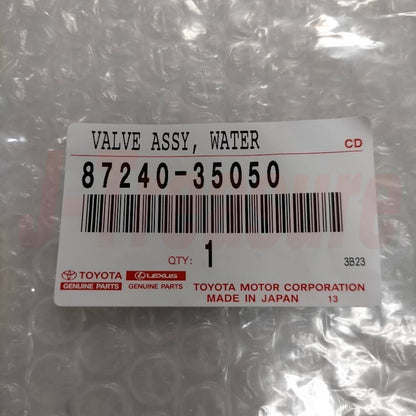 VALVE ASSY, WATER
CD
87240-35050
QTY: 1
3B23
TOYOTA
GENUINE PARTS
LEXUS
GENUINE PARTS
TOYOTA MOTOR CORPORATION
MADE IN JAPAN 13